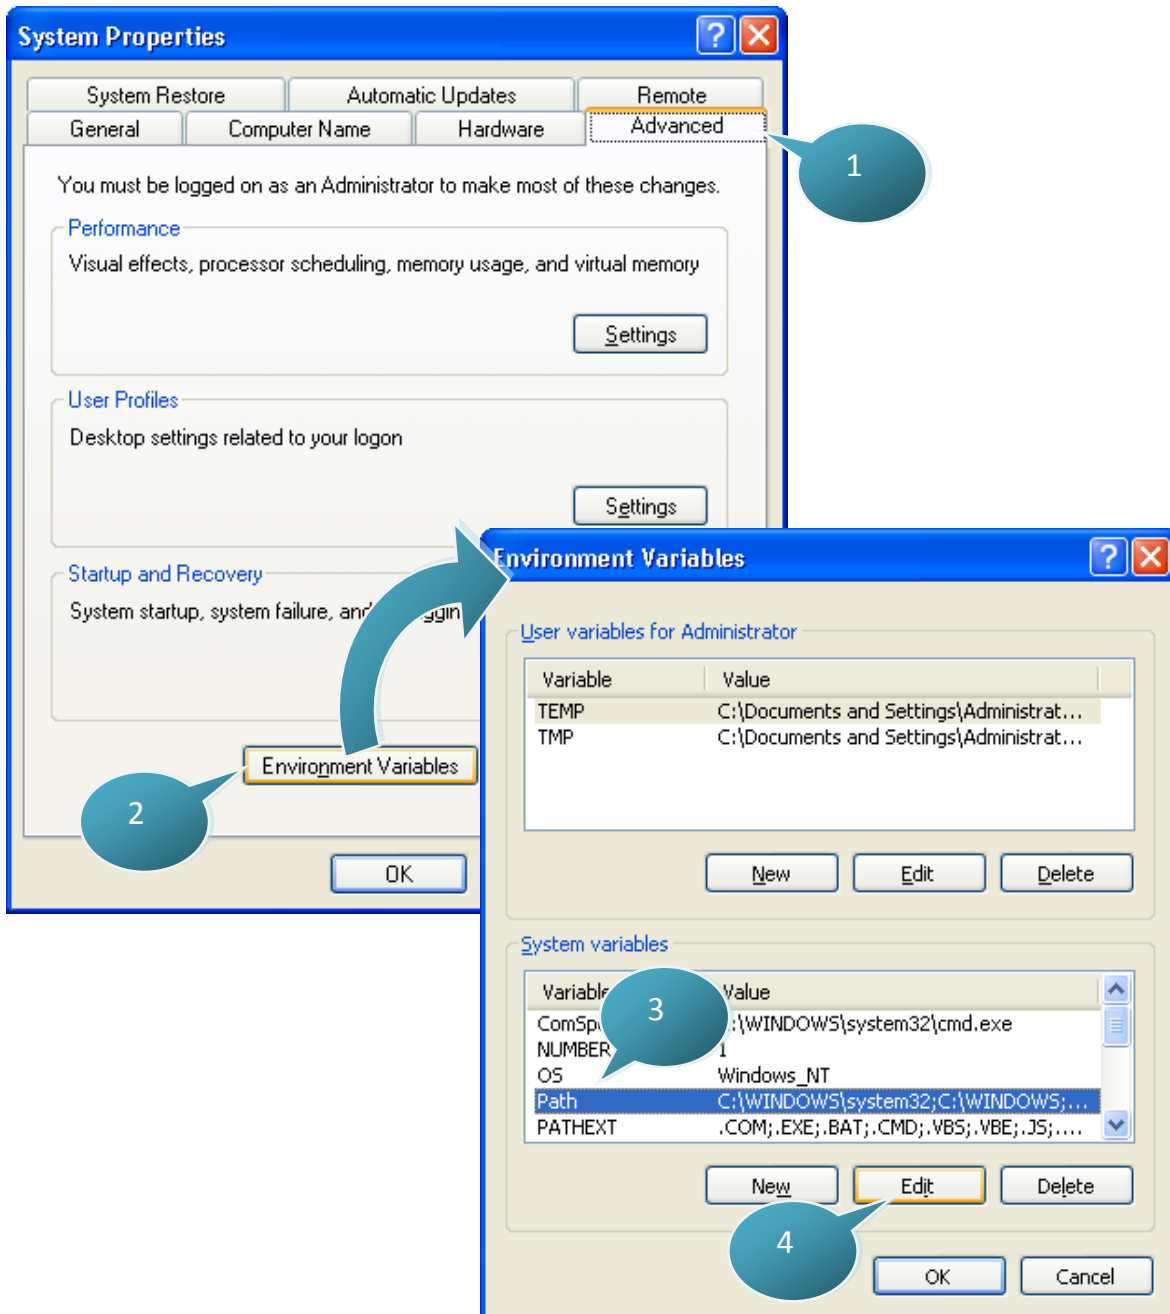 System Properties
System Restore
Automatic Updates
Remote
General
Computer Name
Hardware
Advanced
1
You must be logged on as an Administrator to make most of these changes.
Performance
Visual effects, processor scheduling, memory usage, and virtual memory
Settings
User Profiles
Desktop settings related to your logon
Settings
Startup and Recovery
System startup, system failure, and
Environment Variables
2
OK
Environment Variables
User variables for Administrator
Variable Value
TEMP C:\Documents and Settings\Administrat...
TMP C:\Documents and Settings\Administrat...
New Edit Delete
System variables
Variable Value
3
ComSpe :\WINDOWS\system32\cmd.exe
NUMBER 1
OS Windows_NT
Path C:\WINDOWS\system32;C:\WINDOWS;...
PATHEXT .COM;.EXE;.BAT;.CMD;.VBS;.VBE;.JS;....
New Edit Delete
4
OK Cancel